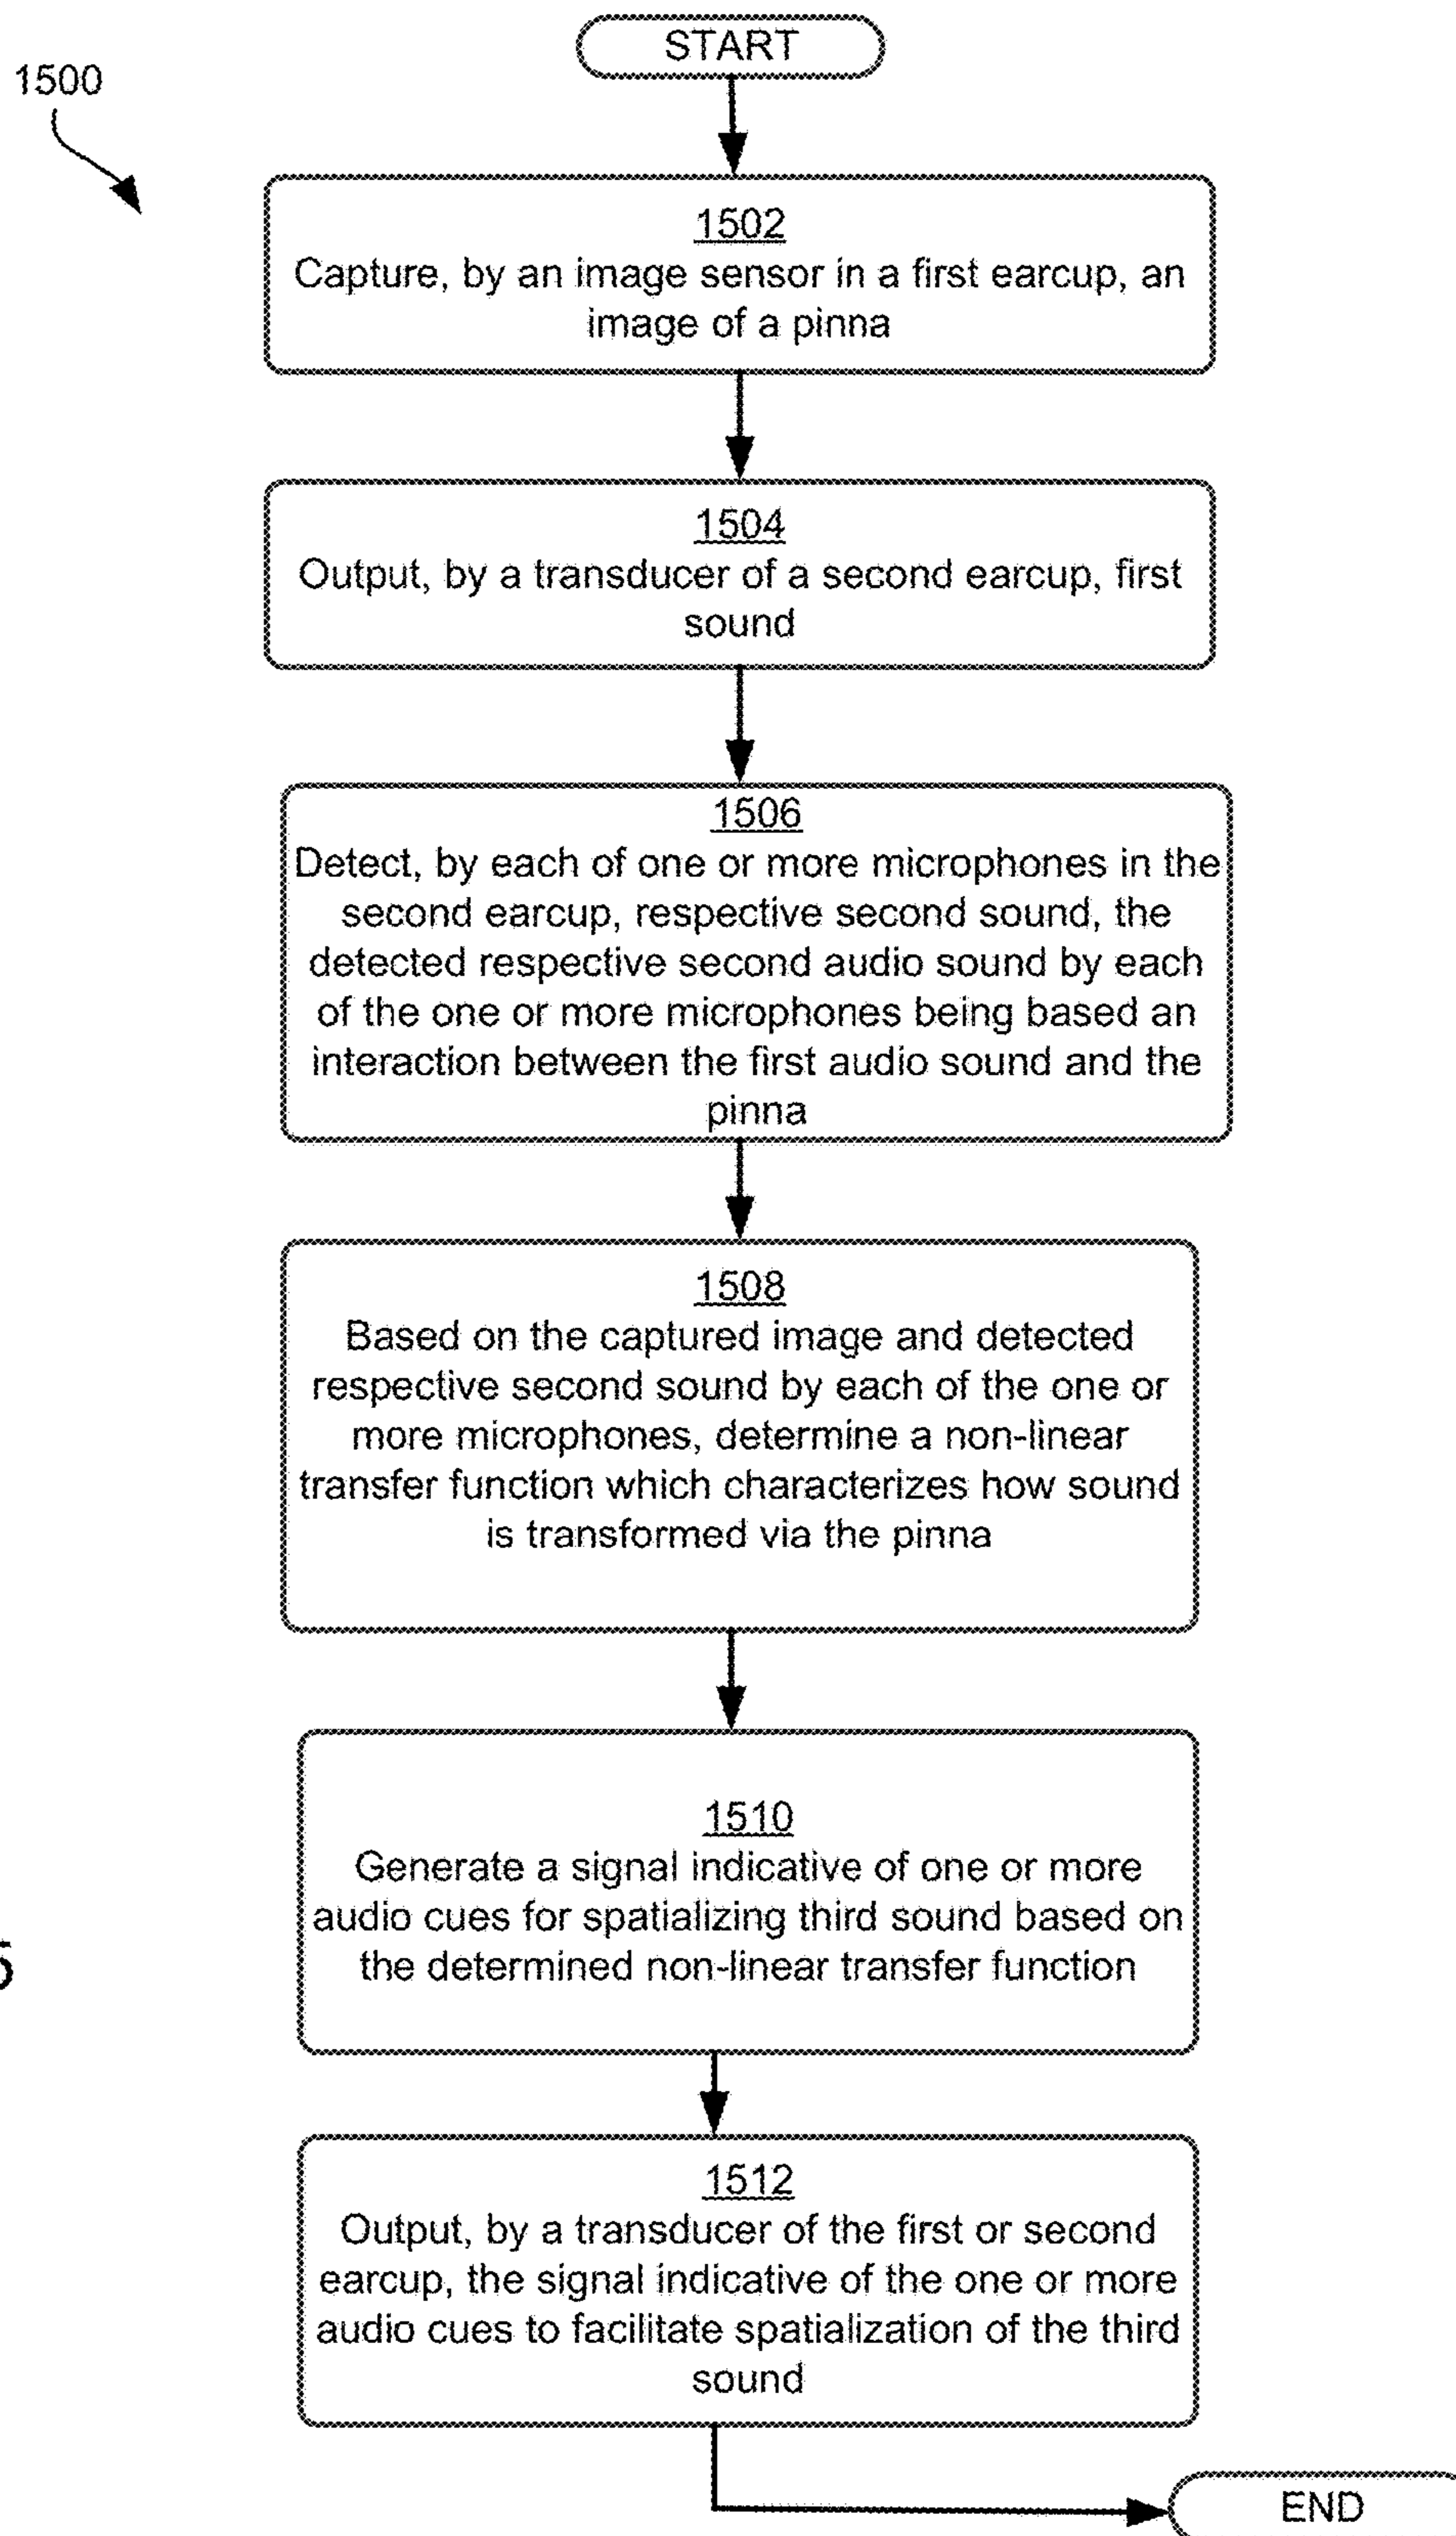 START
1500
1502
Capture, by an image sensor in a first earcup, an
image of a pinna
1504
Output, by a transducer of a second earcup, first
sound
1506
Detect, by each of one or more microphones in the
second earcup, respective second sound, the
detected respective second audio sound by each
of the one or more microphones being based an
interaction between the first audio sound and the
pinna
1508
Based on the captured image and detected
respective second sound by each of the one or
more microphones, determine a non-linear
transfer function which characterizes how sound
is transformed via the pinna
1510
Generate a signal indicative of one or more
audio cues for spatializing third sound based on
the determined non-linear transfer function
1512
Output, by a transducer of the first or second
earcup, the signal indicative of the one or more
audio cues to facilitate spatialization of the third
sound
END